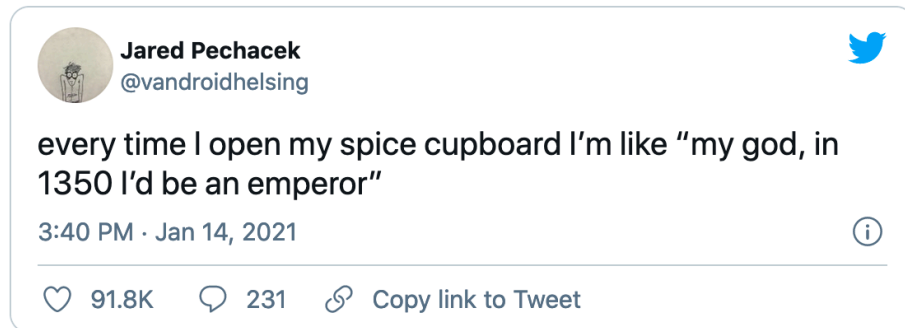 Jared Pechacek
@vandroidhelsing
every time I open my spice cupboard I’m like “my god, in
1350 I’d be an emperor”
3:40 PM · Jan 14, 2021
91.8K 231 Copy link to Tweet